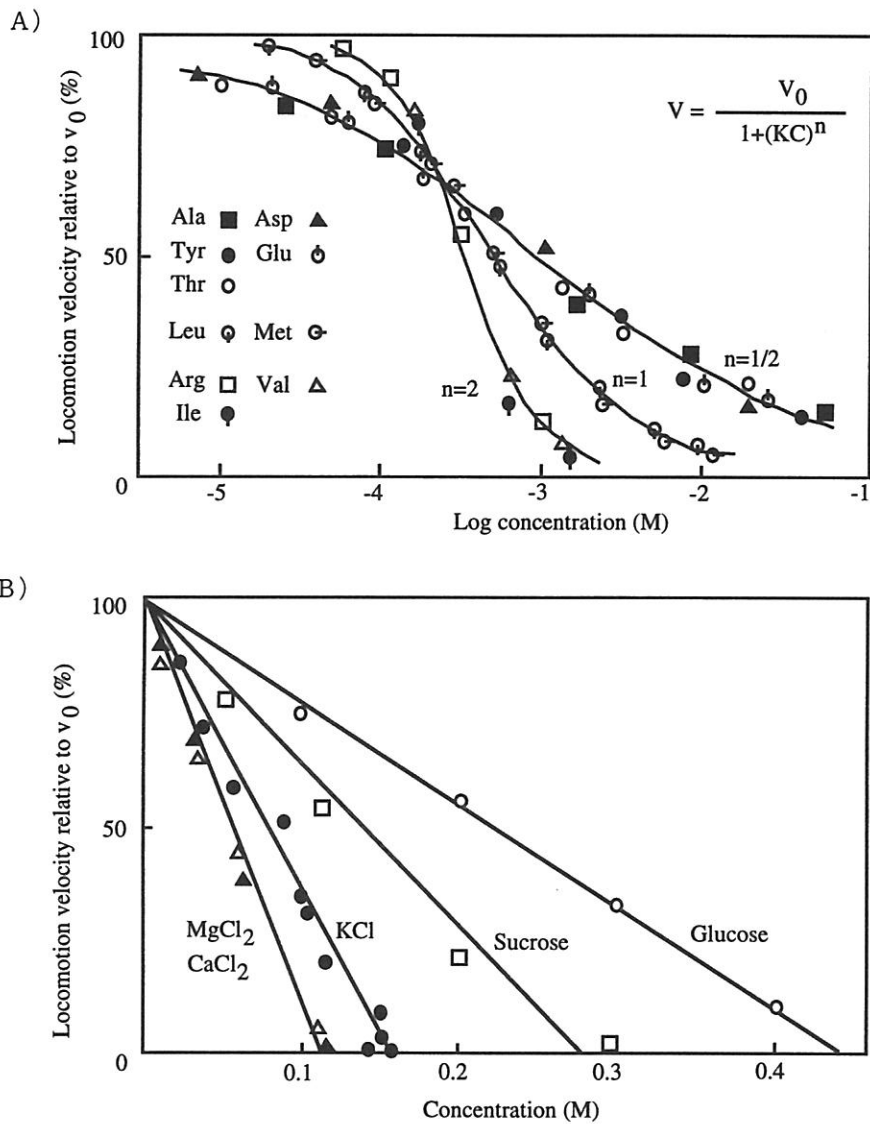 A)
Locomotion velocity relative to v0 (%)
100
50
0
V = V0 / 1+(KC)^n
Ala Asp
Tyr Glu
Thr
Leu Met
Arg Val
Ile
n=2
n=1
n=1/2
-5 -4 -3 -2 -1
Log concentration (M)
B)
Locomotion velocity relative to v0 (%)
100
50
0
MgCl2
CaCl2
KCl
Sucrose
Glucose
0.1 0.2 0.3 0.4
Concentration (M)